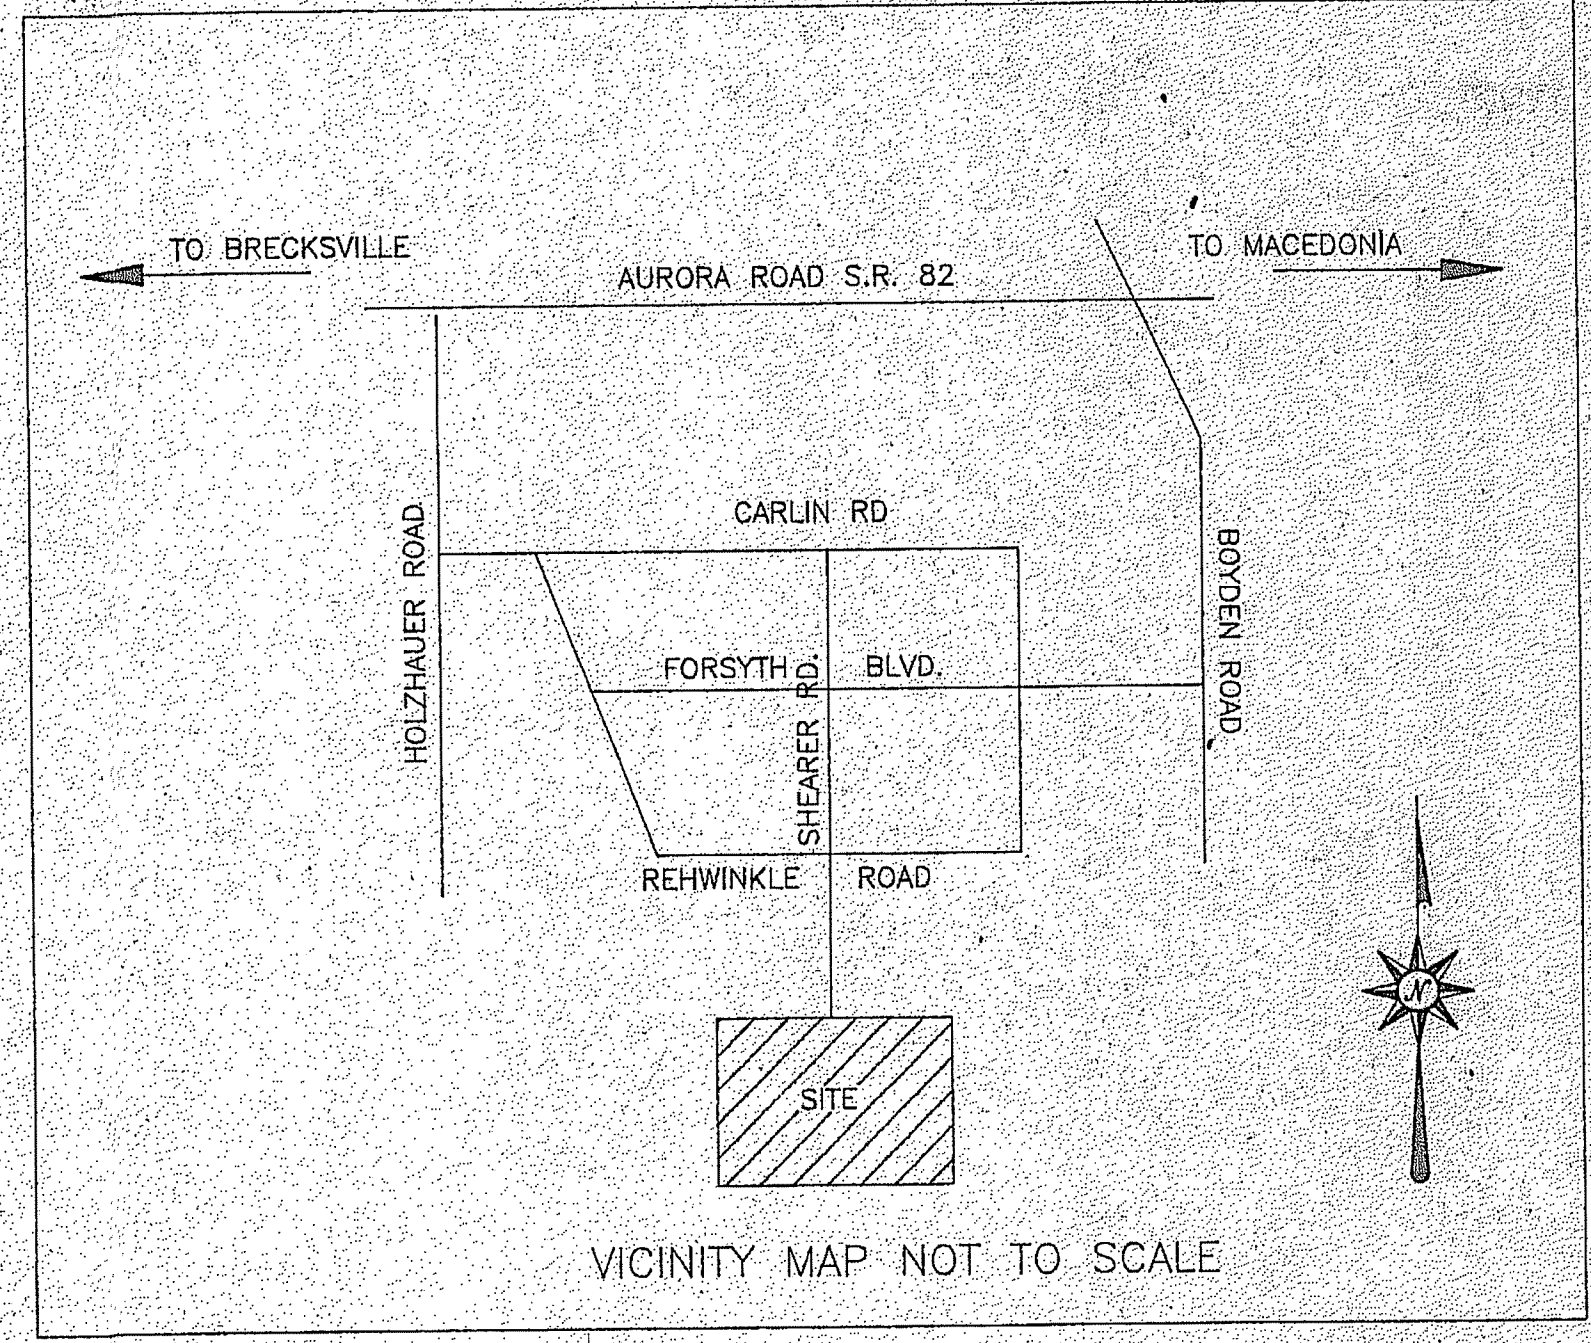 TO BRECKSVILLE
TO MACEDONIA
AURORA ROAD S.R. 82
CARLIN RD
HOLZHAUER ROAD
BOYDEN ROAD
FORSYTH BLVD.
SHEARER RD.
REHWINKLE ROAD
N
SITE
VICINITY MAP NOT TO SCALE